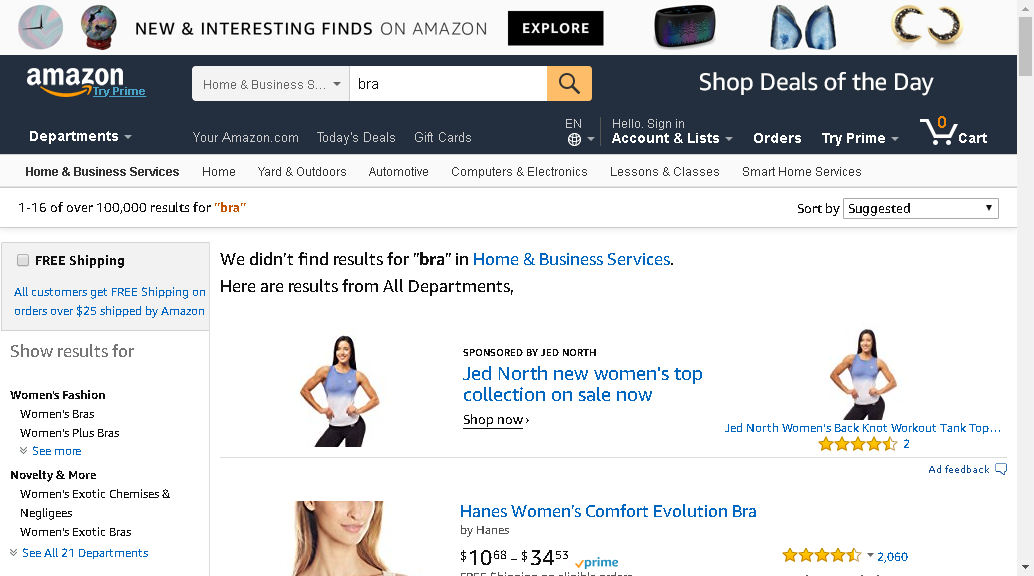 NEW & INTERESTING FINDS ON AMAZON EXPLORE
amazon
Try Prime
Home & Business S...
bra
Shop Deals of the Day
Departments
Your Amazon.com Today's Deals Gift Cards
EN
Hello. Sign in
Account & Lists
Orders
Try Prime
0
Cart
Home & Business Services Home Yard & Outdoors Automotive Computers & Electronics Lessons & Classes Smart Home Services
1-16 of over 100,000 results for "bra"
Sort by Suggested
FREE Shipping
All customers get FREE Shipping on
orders over $25 shipped by Amazon
Show results for
Women's Fashion
Women's Bras
Women's Plus Bras
See more
Novelty & More
Women's Exotic Chemises &
Negligees
Women's Exotic Bras
See All 21 Departments
We didn't find results for "bra" in Home & Business Services.
Here are results from All Departments,
SPONSORED BY JED NORTH
Jed North new women's top
collection on sale now
Shop now ›
Jed North Women's Back Knot Workout Tank Top...
2
Ad feedback
Hanes Women's Comfort Evolution Bra
by Hanes
$10 68 - $34 53 prime
2,060
FREE Shipping on eligible orders